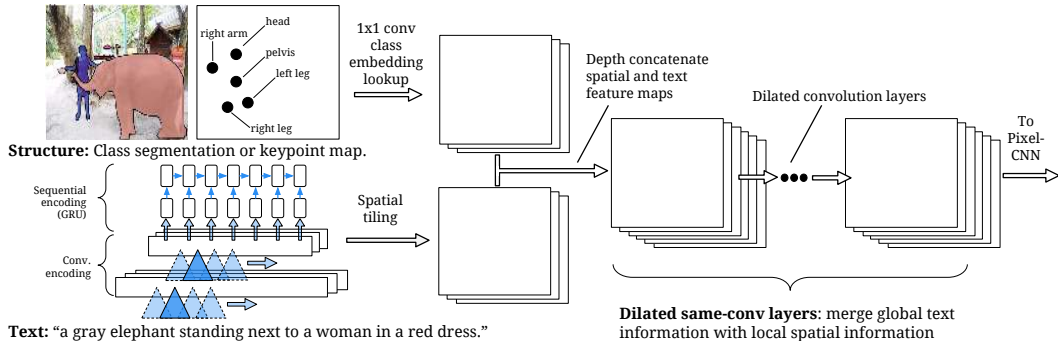 head
right arm
pelvis
left leg
right leg
1x1 conv
class
embedding
lookup
Structure: Class segmentation or keypoint map.
Sequential
encoding
(GRU)
Conv.
encoding
Spatial
tiling
Text: “a gray elephant standing next to a woman in a red dress.”
Depth concatenate
spatial and text
feature maps
Dilated convolution layers
To
Pixel-
CNN
Dilated same-conv layers: merge global text
information with local spatial information